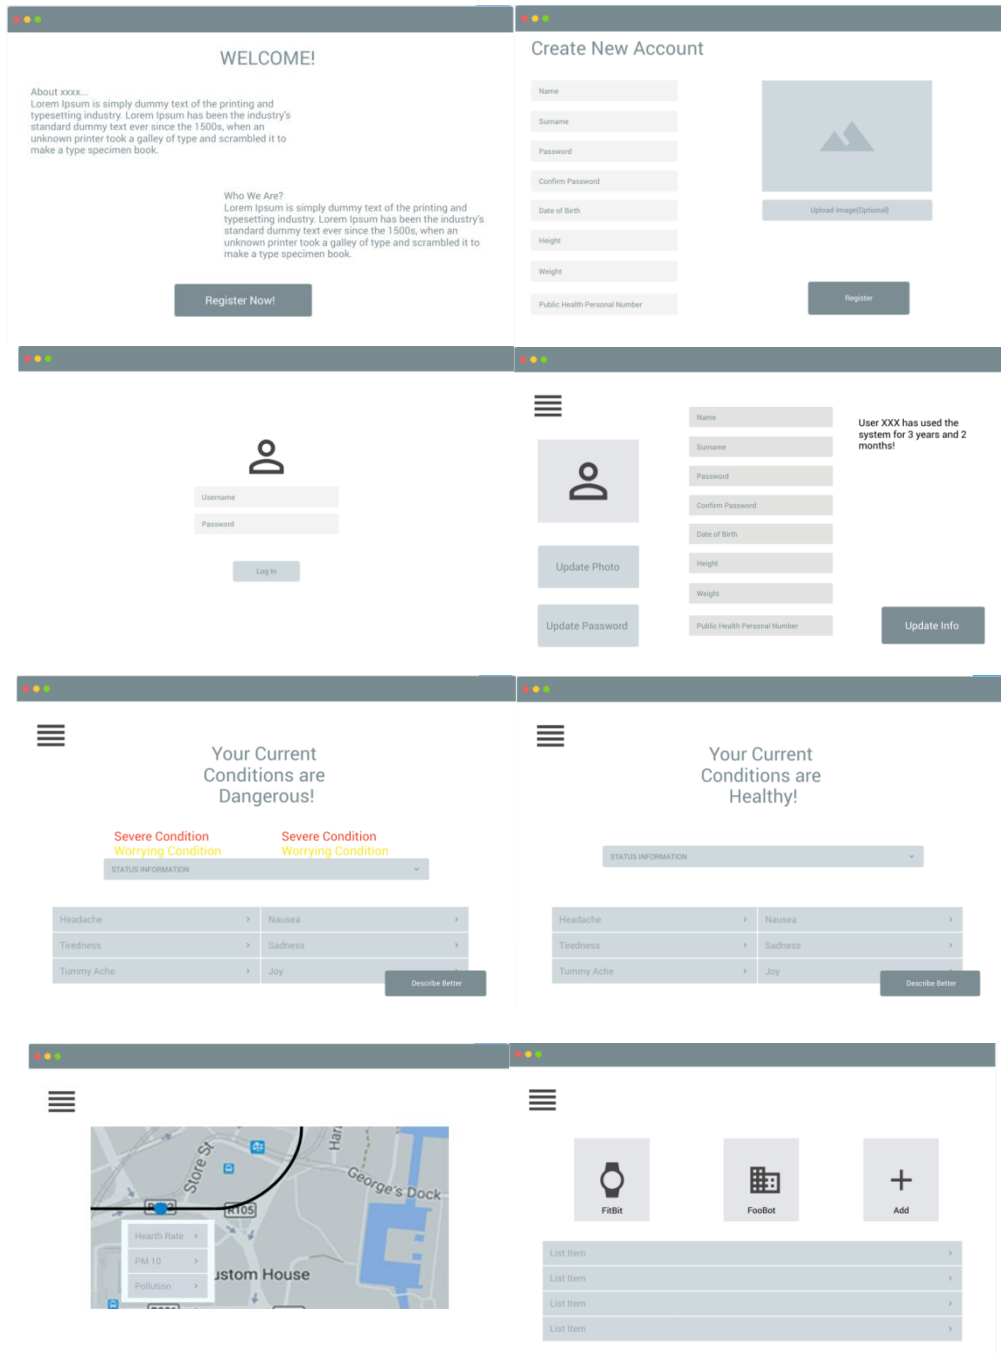 WELCOME!
About xxxx...
Lorem Ipsum is simply dummy text of the printing and
typesetting industry. Lorem Ipsum has been the industry's
standard dummy text ever since the 1500s, when an
unknown printer took a galley of type and scrambled it to
make a type specimen book.
Who We Are?
Lorem Ipsum is simply dummy text of the printing and
typesetting industry. Lorem Ipsum has been the industry's
standard dummy text ever since the 1500s, when an
unknown printer took a galley of type and scrambled it to
make a type specimen book.
Register Now!
Create New Account
Name
Surname
Password
Confirm Password
Date of Birth
Height
Weight
Public Health Personal Number
Upload Image(Optional)
Register
Username
Password
Log In
Update Photo
Update Password
Name
Surname
Password
Confirm Password
Date of Birth
Height
Weight
Public Health Personal Number
User XXX has used the
system for 3 years and 2
months!
Update Info
Your Current
Conditions are
Dangerous!
Severe Condition Severe Condition
Worrying Condition Worrying Condition
STATUS INFORMATION
Headache Nausea
Tiredness Sadness
Tummy Ache Joy
Describe Better
Your Current
Conditions are
Healthy!
STATUS INFORMATION
Headache Nausea
Tiredness Sadness
Tummy Ache Joy
Describe Better
Store St
George's Dock
R105
Hearth Rate
PM 10
Pollution
ustom House
FitBit
FooBot
Add
List Item
List Item
List Item
List Item